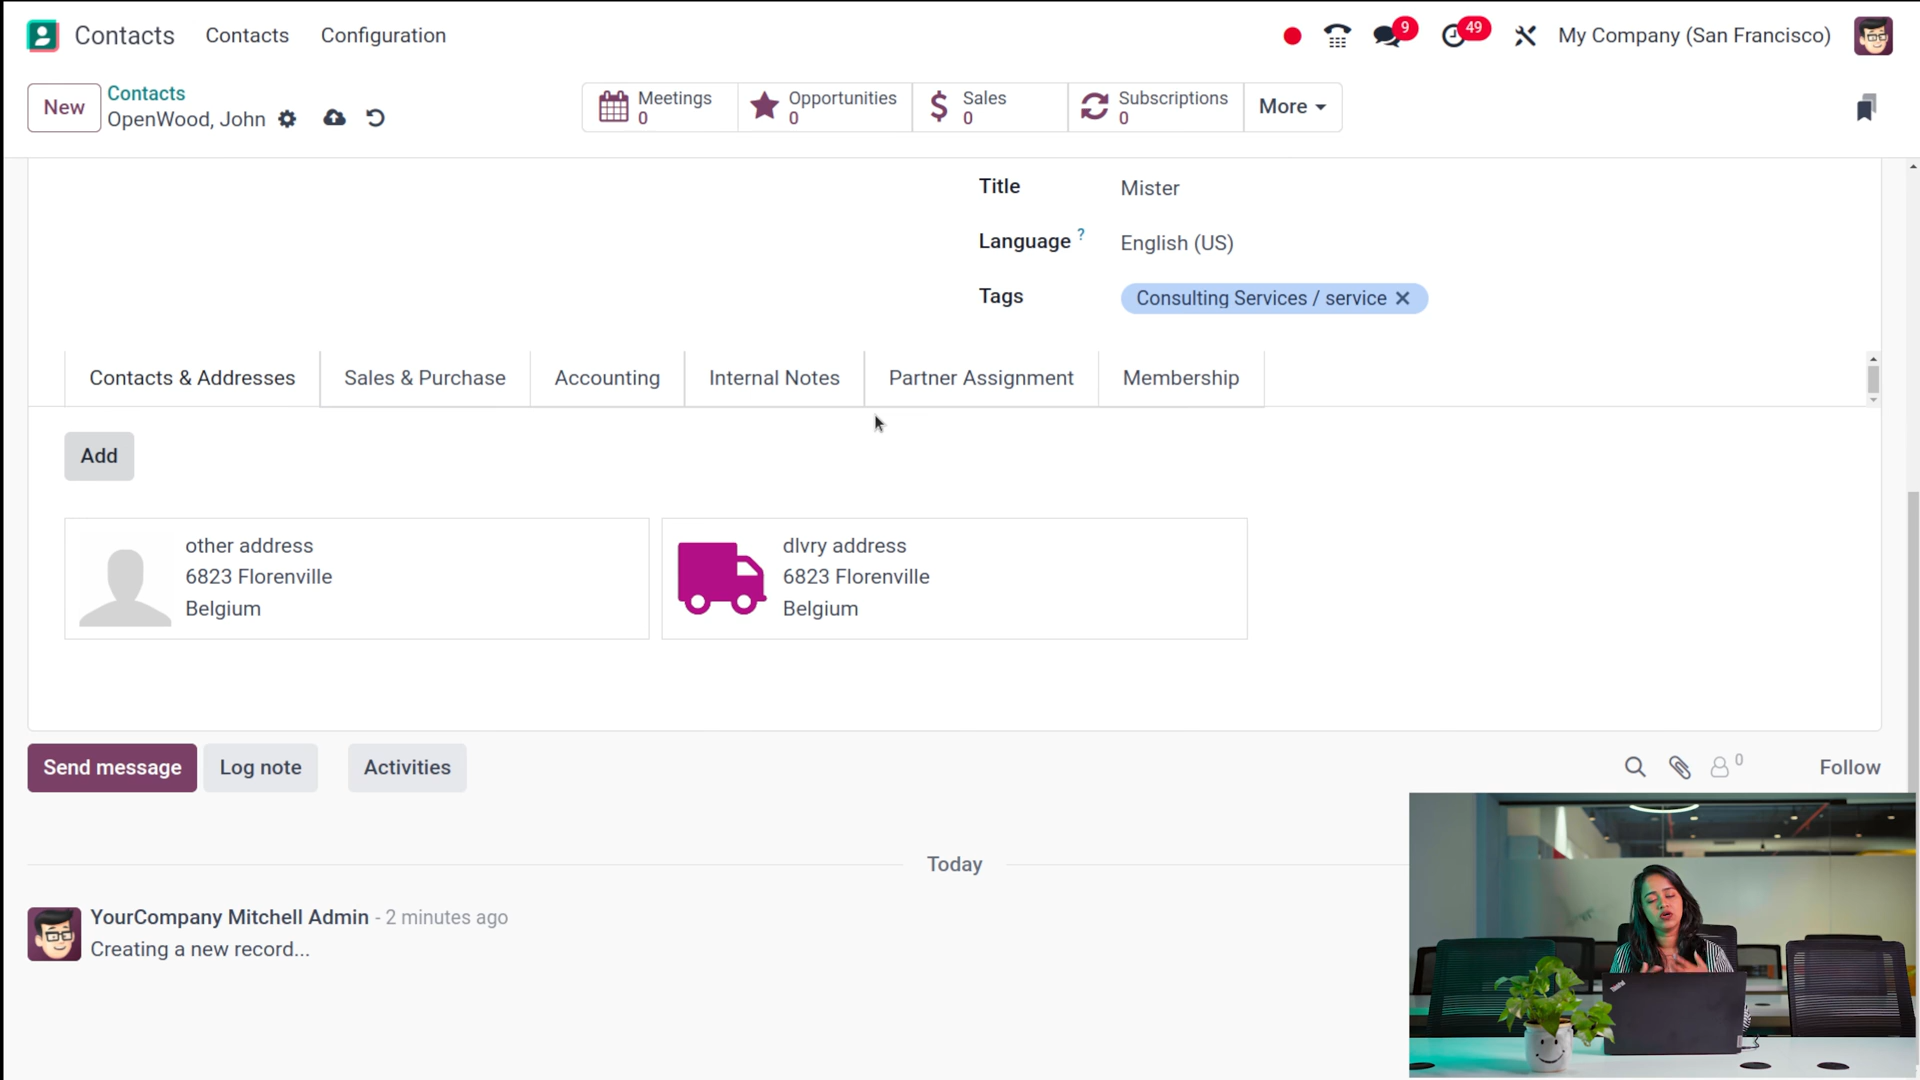 Contacts Contacts Configuration 9 49 My Company (San Francisco)
New Contacts
OpenWood, John
Meetings
0
Opportunities
0
Sales
0
Subscriptions
0
More
Title Mister
Language ? English (US)
Tags Consulting Services / service
Contacts & Addresses Sales & Purchase Accounting Internal Notes Partner Assignment Membership
Add
other address
6823 Florenville
Belgium
dlvry address
6823 Florenville
Belgium
Send message Log note Activities 0 Follow
Today
YourCompany Mitchell Admin - 2 minutes ago
Creating a new record...